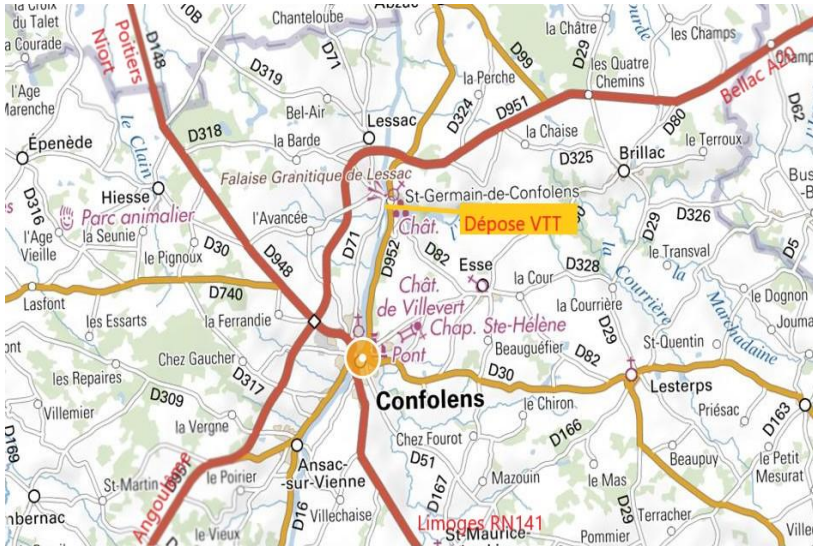 la Croix
du Talet
la Courade
D10B
Poitiers
Niort
D148
Chanteloube
D319
D71
Abzac
D99
la Châtre
D29
les Champs
les Quatre
Chemins
Bellac A20
D62
l'Age
Marenche
le Clain
Bel-Air
Lessac
la Perche
D324
D951
D80
Épenède
D318
la Barde
la Chaise
D325
Brillac
le Terroux
Falaise Granitique de Lessac
Hiesse
St-Germain-de-Confolens
D316
Parc animalier
l'Avancée
Chât.
Dépose VTT
D29
D326
l'Age
Vieille
la Seunie
D30
le Pignoux
D948
D71
D952
D82
Esse
la Cour
D328
la Courrière
le Transval
la
Marchadaine
D5
Lasfont
D740
Chât.
de Villevert
la Courrière
le Dognon
les Essarts
la Ferrandie
Chap. Ste-Hélène
D29
St-Quentin
Chez Gaucher
Pont
Beauguéfier
D82
les Repaires
D317
D30
Lesterps
Villemier
D309
Confolens
le Chiron
Priésac
D163
la Vergne
Chez Fourot
D166
D169
Ansac
-sur-Vienne
D51
Beaupuy
le Petit
Mesurat
St-Martin
D951
Angoulême
le Poirier
Mazouin
le Mas
D16
Villechaise
D167
D29
Terracher
le Vieux
Limoges RN141
St-Maurice-
Pommier